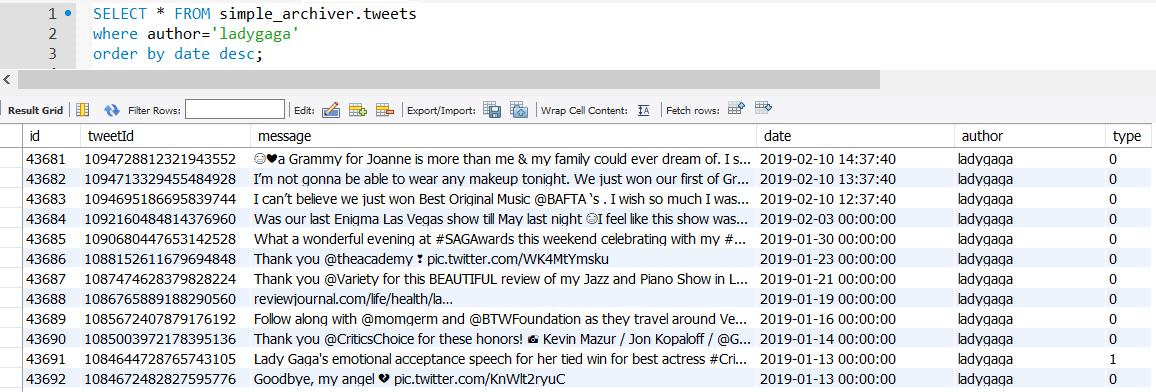 1 SELECT * FROM simple_archiver.tweets
2 where author='ladygaga'
3 order by date desc;
Result Grid Filter Rows: Edit: Export/Import: Wrap Cell Content: IA Fetch rows:
id tweetId message date author type
43681 1094728812321943552 😔♥a Grammy for Joanne is more than me & my family could ever dream of. I s... 2019-02-10 14:37:40 ladygaga 0
43682 1094713329455484928 I’m not gonna be able to wear any makeup tonight. We just won our first of Gr... 2019-02-10 13:37:40 ladygaga 0
43683 1094695186695839744 I can’t believe we just won Best Original Music @BAFTA ‘s . I wish so much I was... 2019-02-10 12:37:40 ladygaga 0
43684 1092160484814376960 Was our last Enigma Las Vegas show till May last night 😔I feel like this show was... 2019-02-03 00:00:00 ladygaga 0
43685 1090680447653142528 What a wonderful evening at #SAGAwards this weekend celebrating with my #... 2019-01-30 00:00:00 ladygaga 0
43686 1088152611679694848 Thank you @theacademy ❣ pic.twitter.com/WK4MtYmsku 2019-01-23 00:00:00 ladygaga 0
43687 1087474628379828224 Thank you @Variety for this BEAUTIFUL review of my Jazz and Piano Show in L... 2019-01-21 00:00:00 ladygaga 0
43688 1086765889188290560 reviewjournal.com/life/health/la... 2019-01-19 00:00:00 ladygaga 0
43689 1085672407879176192 Follow along with @momgerm and @BTWFoundation as they travel around Ve... 2019-01-16 00:00:00 ladygaga 0
43690 1085003972178395136 Thank you @CriticsChoice for these honors! 📷 Kevin Mazur / Jon Kopaloff / @G... 2019-01-14 00:00:00 ladygaga 0
43691 1084644728765743105 Lady Gaga's emotional acceptance speech for her tied win for best actress #Cri... 2019-01-13 00:00:00 ladygaga 1
43692 1084672482827595776 Goodbye, my angel 💔 pic.twitter.com/KnWlt2ryuC 2019-01-13 00:00:00 ladygaga 0